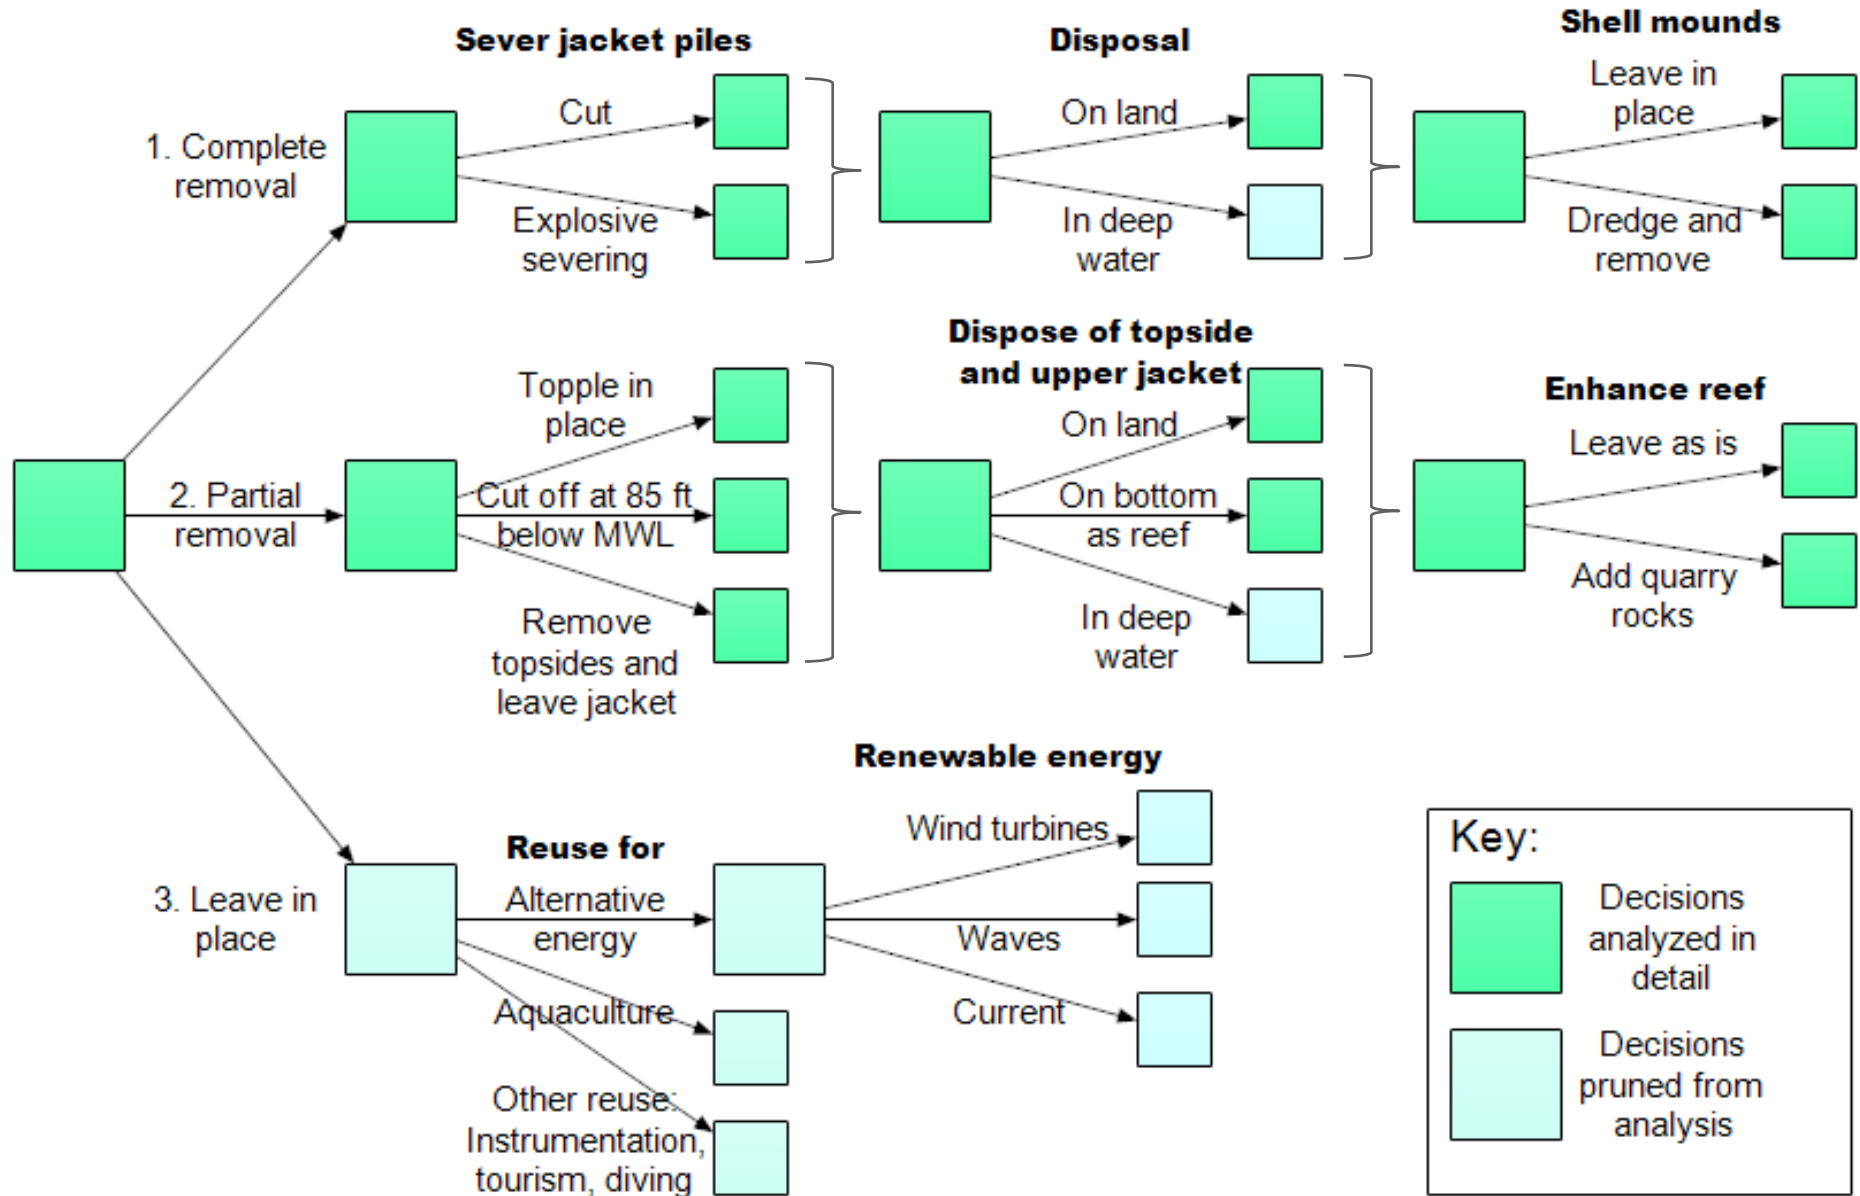 Sever jacket piles
Disposal
Shell mounds
1. Complete
removal
Cut
Explosive
severing
On land
In deep
water
Leave in
place
Dredge and
remove
2. Partial
removal
Topple in
place
Cut off at 85 ft
below MWL
Remove
topsides and
leave jacket
Dispose of topside
and upper jacket
On land
On bottom
as reef
In deep
water
Enhance reef
Leave as is
Add quarry
rocks
3. Leave in
place
Reuse for
Alternative
energy
Aquaculture
Other reuse:
Instrumentation,
tourism, diving
Renewable energy
Wind turbines
Waves
Current
Key:
Decisions
analyzed in
detail
Decisions
pruned from
analysis